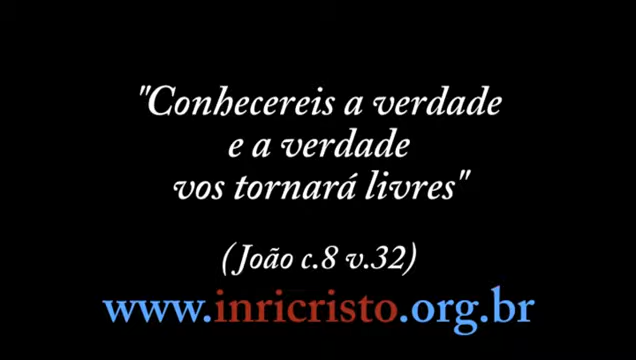 "Conhecereis a verdade
e a verdade
vos tornará livres"
(João c.8 v.32)
www.inricristo.org.br